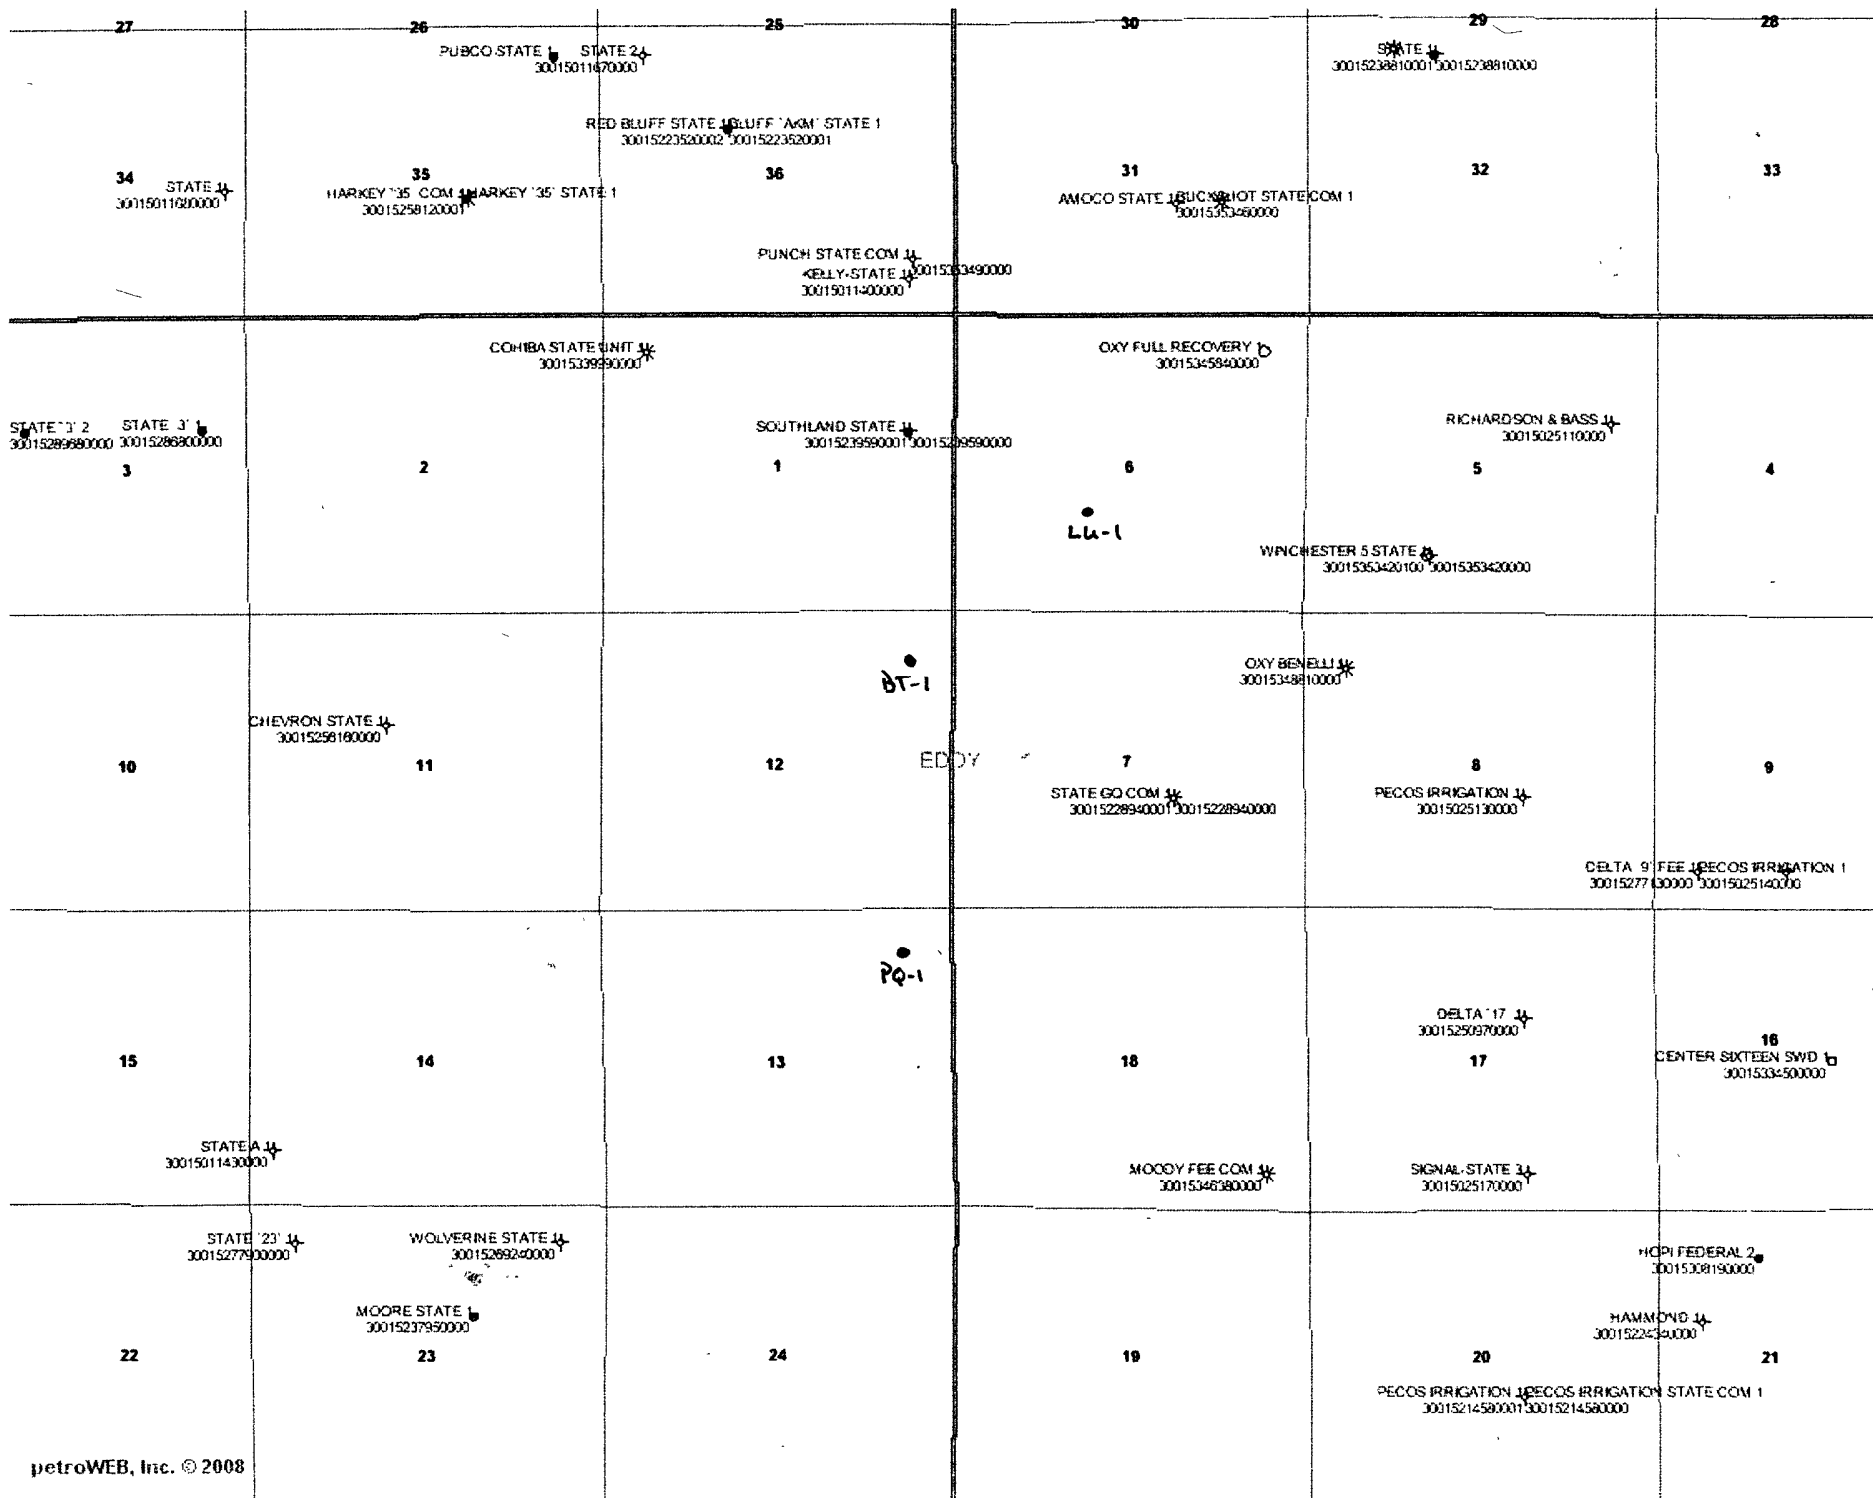 27
26
25
30
29
28
PUBCO STATE 1
STATE 2
30015011670000
STATE 1
30015238810001 30015238810000
RED BLUFF STATE 1 BLUFF 'AKM' STATE 1
30015223520002 30015223520001
34
35
36
31
32
33
STATE 1
30015011680000
HARKEY '35' COM 1 HARKEY '35' STATE 1
30015258120001
AMOCO STATE 1 BUCKSHOT STATE COM 1
30015353480000
PUNCH STATE COM 1
30015353490000
KELLY-STATE 1
30015011400000
COHIBA STATE UNIT 1
30015339990000
OXY FULL RECOVERY 1
30015345840000
STATE '3' 2
30015289680000
STATE '3' 1
30015286800000
SOUTHLAND STATE 1
30015239590001 30015239590000
RICHARDSON & BASS 1
30015025110000
3
2
1
6
5
4
LU-1
WINCHESTER 5 STATE 1
30015353420100 30015353420000
BT-1
OXY BENELLI 1
30015348810000
CHEVRON STATE 1
30015258180000
10
11
12
EDDY
7
8
9
STATE GQ COM 1
30015228940001 30015228940000
PECOS IRRIGATION 1
30015025130000
DELTA '9' FEE 1 PECOS IRRIGATION 1
30015277130000 30015025140000
PQ-1
DELTA '17' 1
30015250970000
15
14
13
18
17
16
CENTER SIXTEEN SWD 1
30015334500000
STATE A 1
30015011430000
MOODY FEE COM 1
30015346380000
SIGNAL-STATE 3
30015025170000
STATE '23' 1
30015277900000
WOLVERINE STATE 1
30015269240000
HOPI FEDERAL 2
30015308190000
MOORE STATE 1
30015237950000
HAMMOND 1
30015224340000
22
23
24
19
20
21
PECOS IRRIGATION 1 PECOS IRRIGATION STATE COM 1
30015214580001 30015214580000
petroWEB, Inc. © 2008